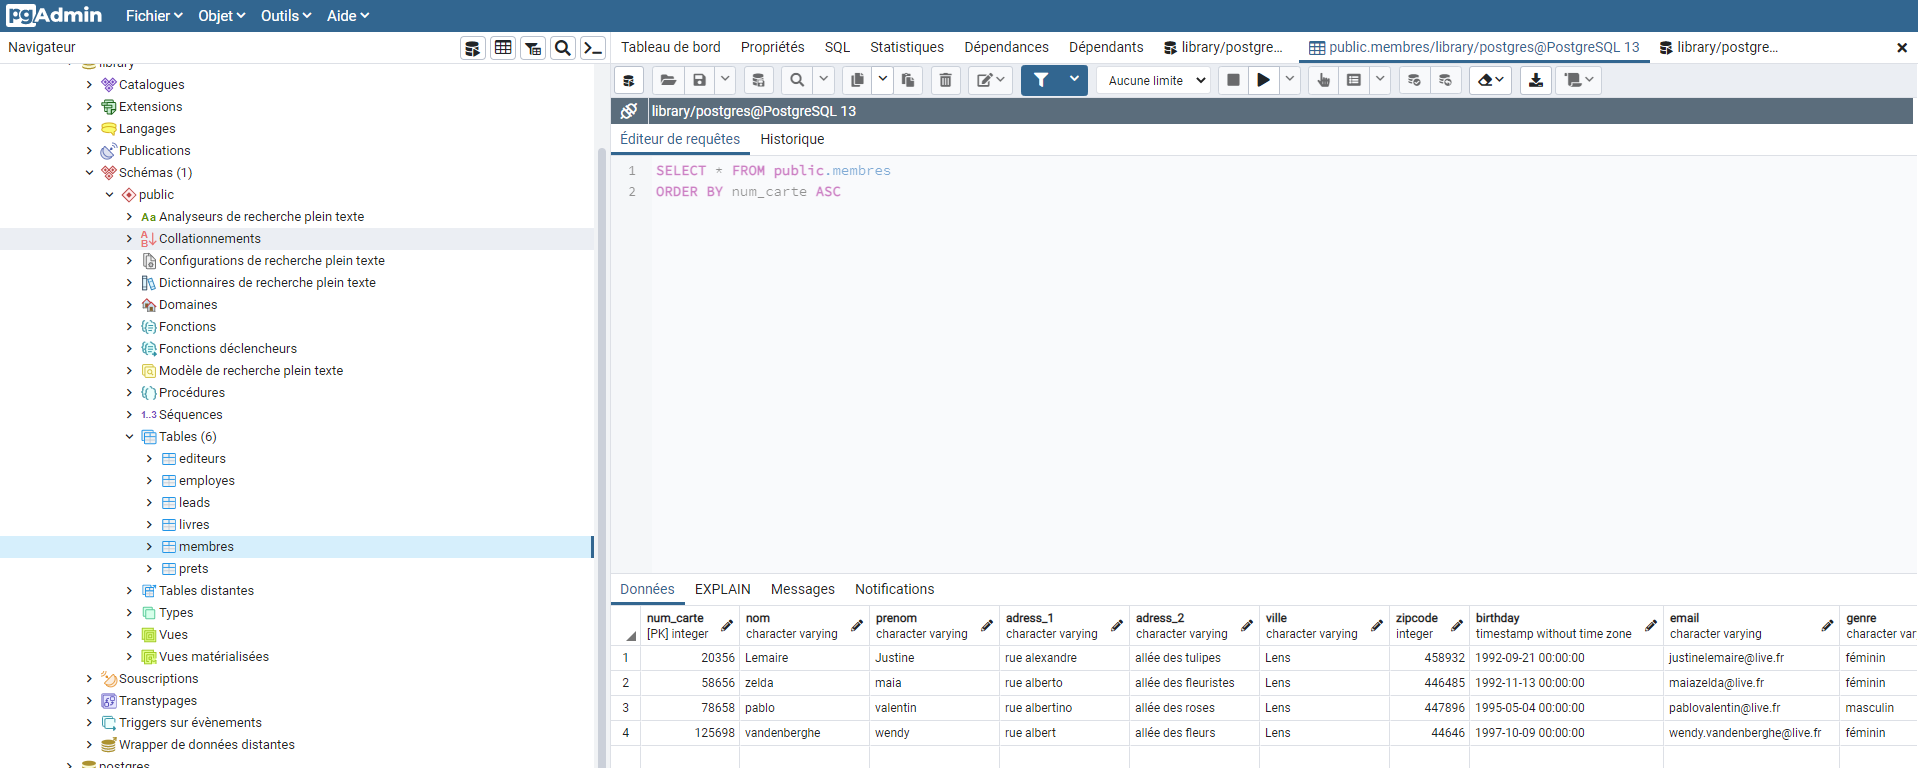 pgAdmin Fichier Objet Outils Aide
Navigateur
library
Catalogues
Extensions
Langages
Publications
Schémas (1)
public
Aa Analyseurs de recherche plein texte
Collationnements
Configurations de recherche plein texte
Dictionnaires de recherche plein texte
Domaines
Fonctions
Fonctions déclencheurs
Modèle de recherche plein texte
Procédures
1..3 Séquences
Tables (6)
editeurs
employes
leads
livres
membres
prets
Tables distantes
Types
Vues
Vues matérialisées
Souscriptions
Transtypages
Triggers sur évènements
Wrapper de données distantes
postgres
Tableau de bord Propriétés SQL Statistiques Dépendances Dépendants library/postgre... public.membres/library/postgres@PostgreSQL 13 library/postgre...
Aucune limite
library/postgres@PostgreSQL 13
Éditeur de requêtes Historique
1 SELECT * FROM public.membres
2 ORDER BY num_carte ASC
Données EXPLAIN Messages Notifications
num_carte nom prenom adress_1 adress_2 ville zipcode birthday email genre
[PK] integer character varying character varying character varying character varying character varying integer timestamp without time zone character varying character var
1 20356 Lemaire Justine rue alexandre allée des tulipes Lens 458932 1992-09-21 00:00:00 justinelemaire@live.fr féminin
2 58656 zelda maia rue alberto allée des fleuristes Lens 446485 1992-11-13 00:00:00 maiazelda@live.fr féminin
3 78658 pablo valentin rue albertino allée des roses Lens 447896 1995-05-04 00:00:00 pablovalentin@live.fr masculin
4 125698 vandenberghe wendy rue albert allée des fleurs Lens 44646 1997-10-09 00:00:00 wendy.vandenberghe@live.fr féminin